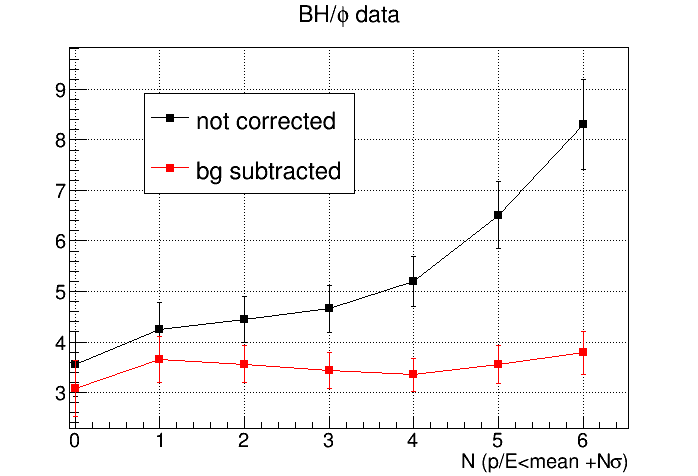 BH/ϕ data
not corrected
bg subtracted
9
8
7
6
5
4
3
0 1 2 3 4 5 6
N (p/E<mean +Nσ)